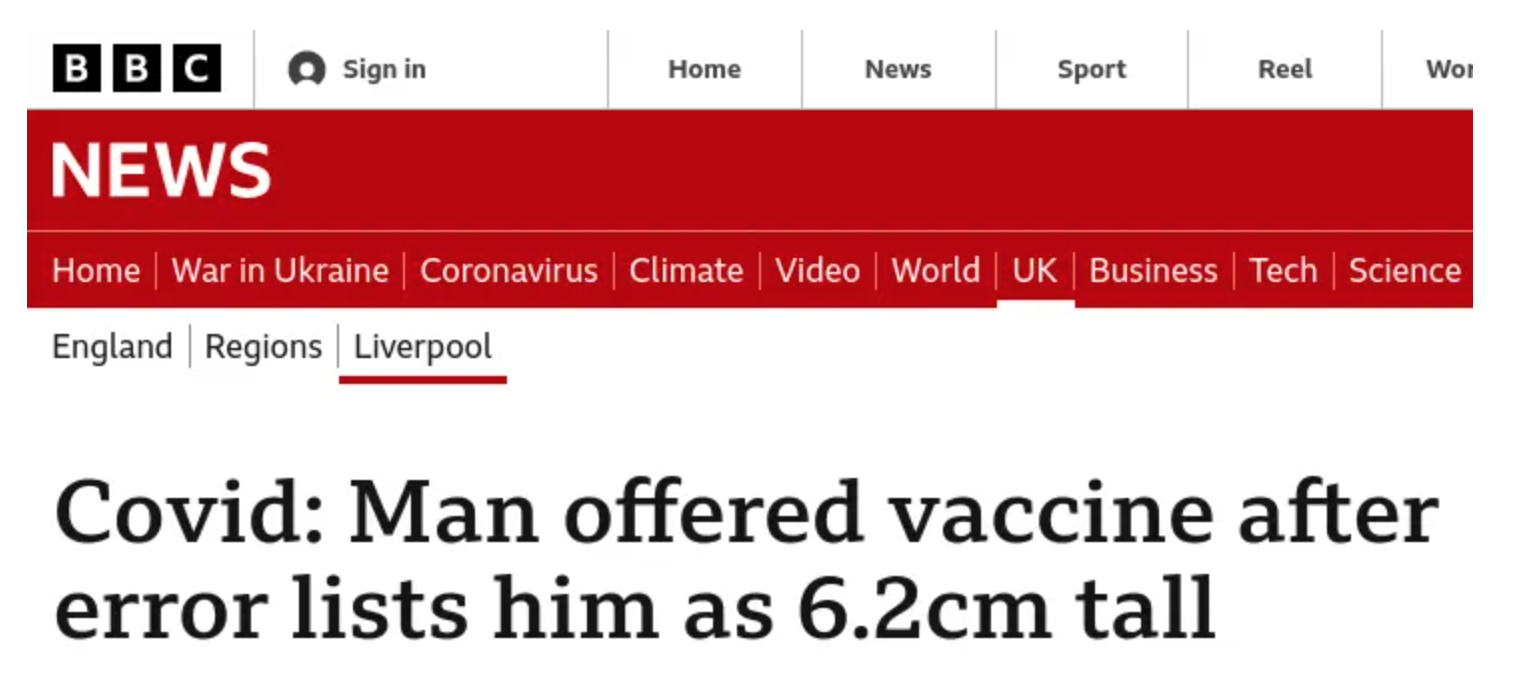 BBC Sign in Home News Sport Reel
NEWS
Home War in Ukraine Coronavirus Climate Video World UK Business Tech Science
England Regions Liverpool
Covid: Man offered vaccine after
error lists him as 6.2cm tall